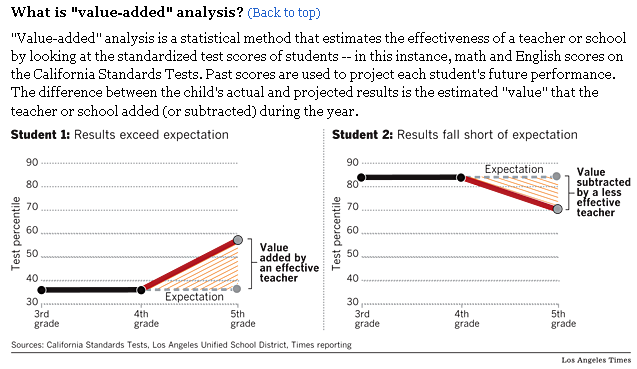 What is "value-added" analysis? (Back to top)
"Value-added" analysis is a statistical method that estimates the effectiveness of a teacher or school
by looking at the standardized test scores of students -- in this instance, math and English scores on
the California Standards Tests. Past scores are used to project each student's future performance.
The difference between the child's actual and projected results is the estimated "value" that the
teacher or school added (or subtracted) during the year.
Student 1: Results exceed expectation
90
80
70
60
50
40
30
Test percentile
Value
added by
an effective
teacher
Expectation
3rd
grade
4th
grade
5th
grade
Student 2: Results fall short of expectation
90
80
70
60
50
40
30
Test percentile
Expectation
Value
subtracted
by a less
effective
teacher
3rd
grade
4th
grade
5th
grade
Sources: California Standards Tests, Los Angeles Unified School District, Times reporting
Los Angeles Times